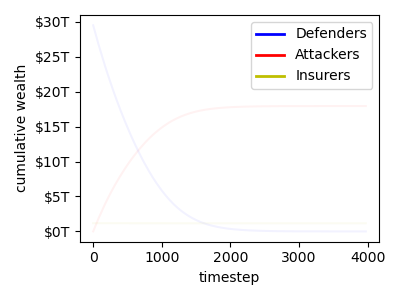 $30T
$25T
$20T
$15T
$10T
$5T
$0T
cumulative wealth
Defenders
Attackers
Insurers
0 1000 2000 3000 4000
timestep